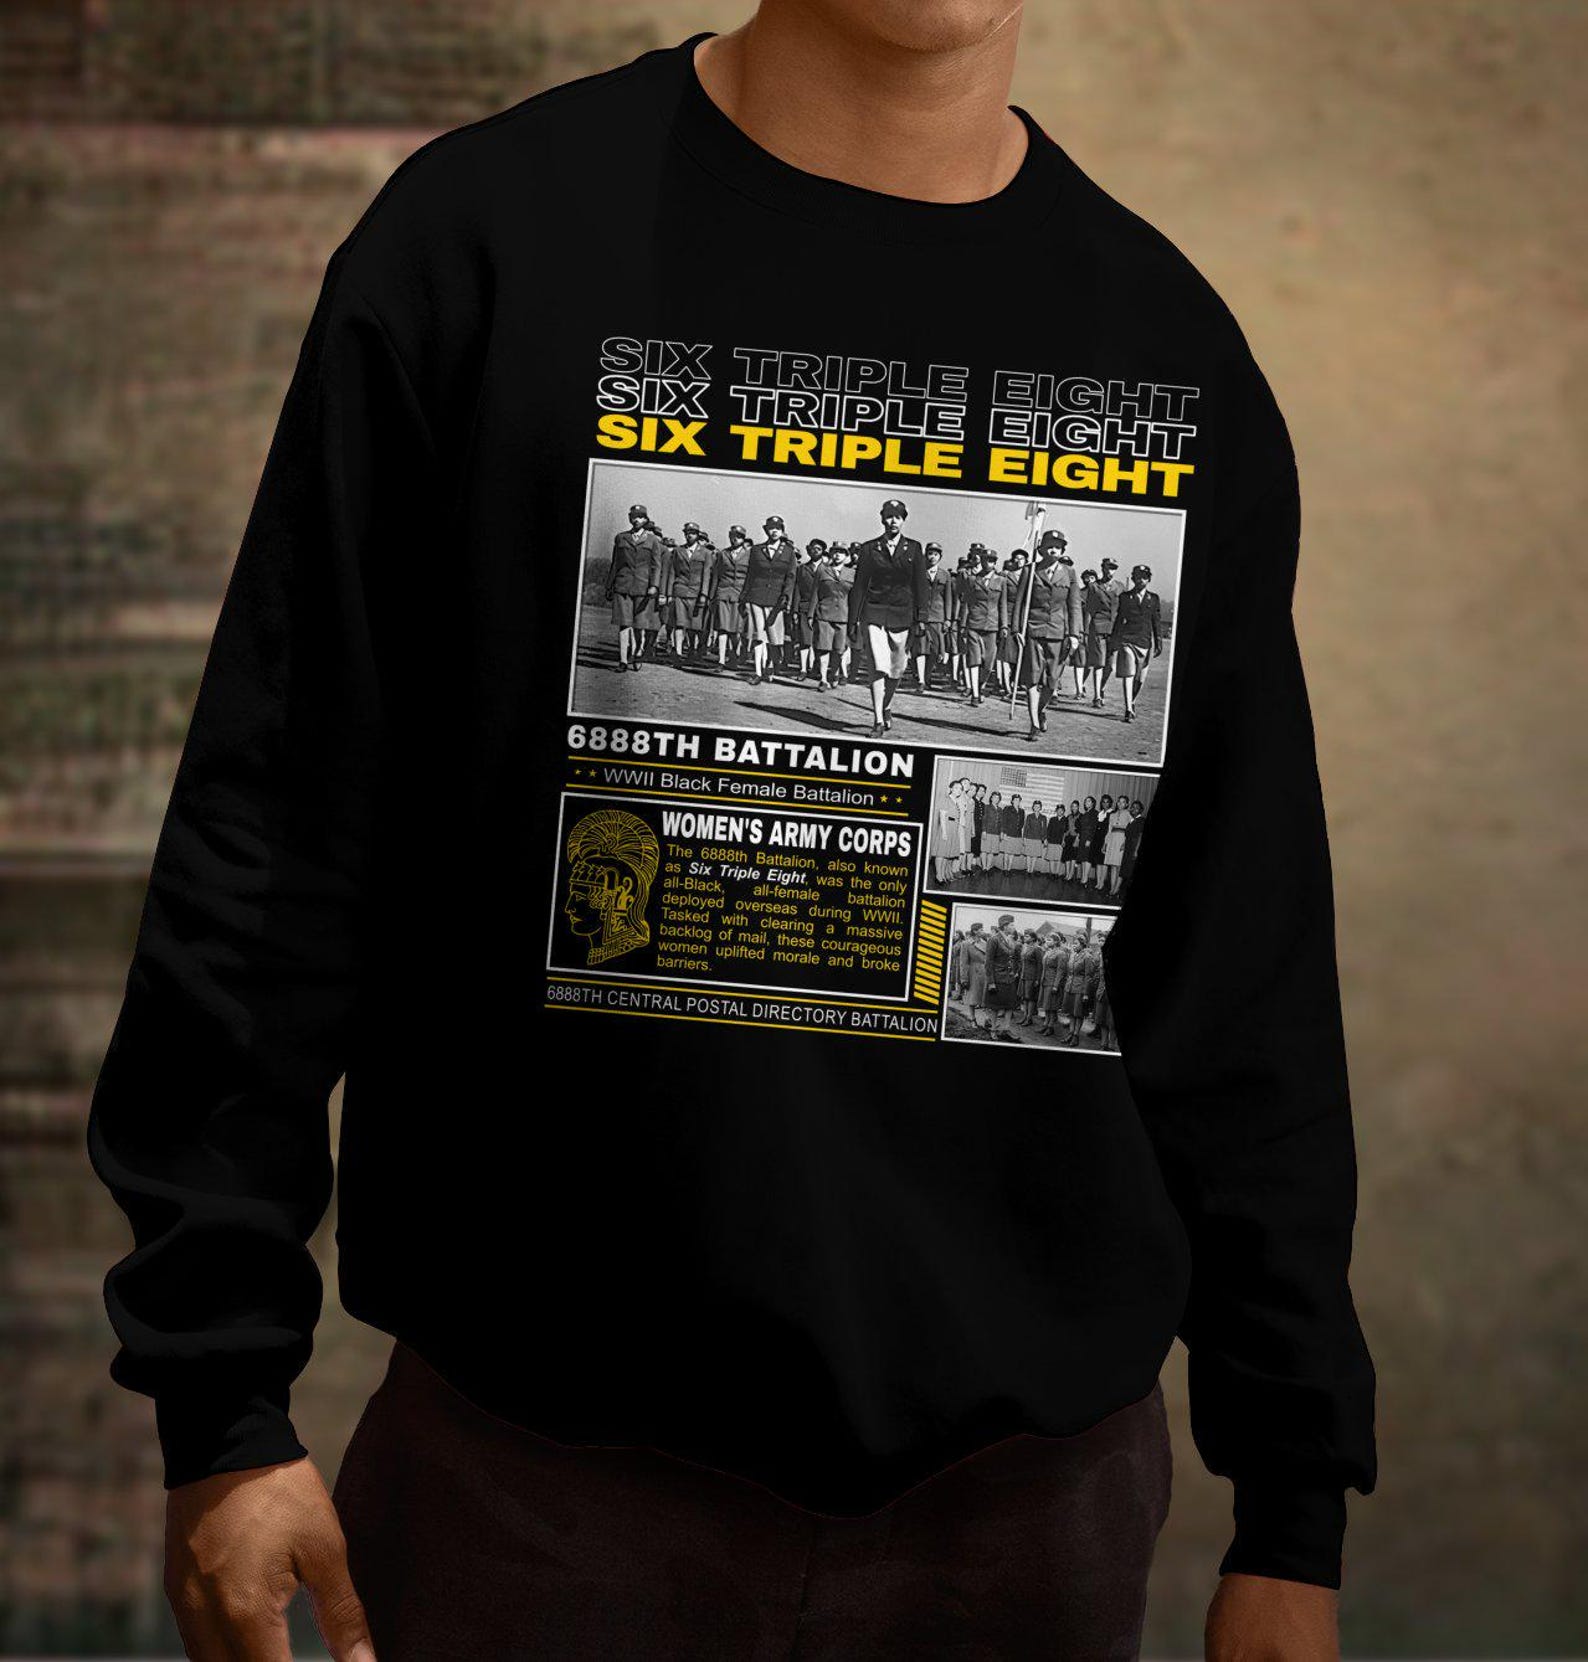 SIX TRIPLE EIGHT
SIX TRIPLE EIGHT
SIX TRIPLE EIGHT
6888TH BATTALION
WWII Black Female Battalion
WOMEN'S ARMY CORPS
The 6888th Battalion, also known
as Six Triple Eight, was the only
all-Black, all-female battalion
deployed overseas during WWII.
Tasked with clearing a massive
backlog of mail, these courageous
women uplifted morale and broke
barriers.
6888TH CENTRAL POSTAL DIRECTORY BATTALION